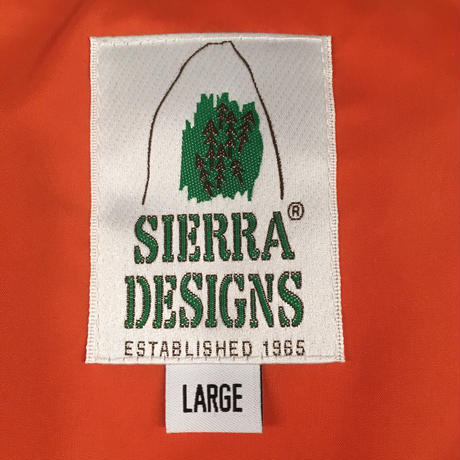 SIERRA®
DESIGNS
ESTABLISHED 1965
LARGE